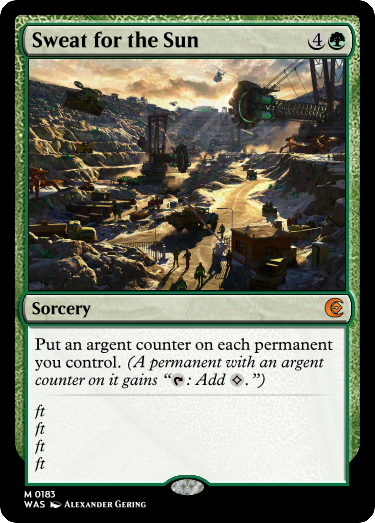 Sweat for the Sun 4
Sorcery
Put an argent counter on each permanent
you control. (A permanent with an argent
counter on it gains “: Add .”)
ft
ft
ft
ft
M 0183
WAS Alexander Gering